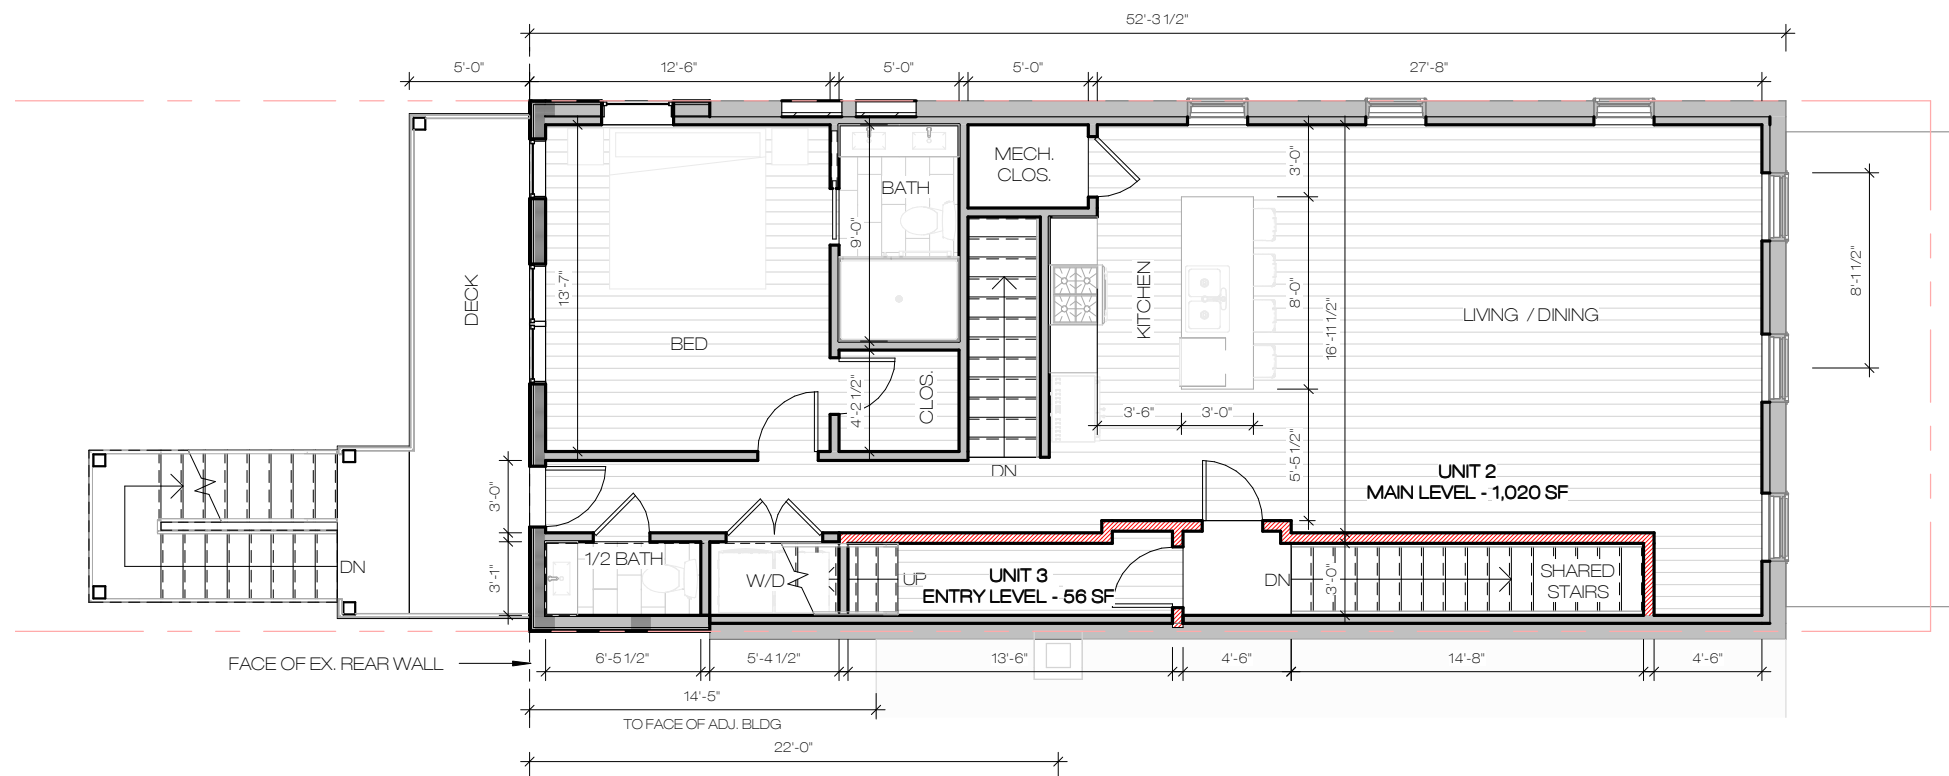 52'-3 1/2"
5'-0"
12'-6"
5'-0"
5'-0"
27'-8"
MECH.
CLOS.
BATH
3'-0"
9'-0"
DECK
13'-7"
KITCHEN
8'-0"
16'-11 1/2"
8'-1 1/2"
LIVING / DINING
BED
4'-2 1/2"
CLOS.
3'-6"
3'-0"
5'-5 1/2"
DN
UNIT 2
MAIN LEVEL - 1,020 SF
3'-0"
DN
3'-1"
1/2 BATH
W/D
UP
UNIT 3
ENTRY LEVEL - 56 SF
DN
3'-0"
SHARED
STAIRS
FACE OF EX. REAR WALL
6'-5 1/2"
5'-4 1/2"
13'-6"
4'-6"
14'-8"
4'-6"
14'-5"
TO FACE OF ADJ. BLDG
22'-0"